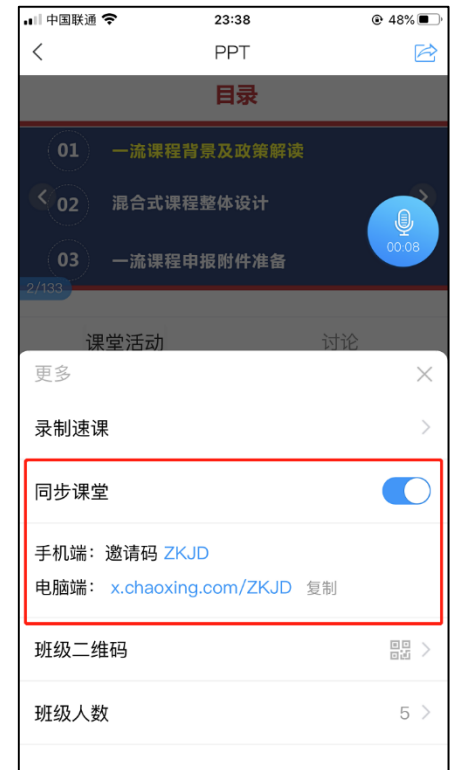 中国联通 23:38 48%
PPT
目录
01 一流课程背景及政策解读
02 混合式课程整体设计
03 一流课程申报附件准备
00:08
2/133
课堂活动 讨论
更多
录制速课
同步课堂
手机端：邀请码 ZKJD
电脑端： x.chaoxing.com/ZKJD 复制
班级二维码
班级人数 5